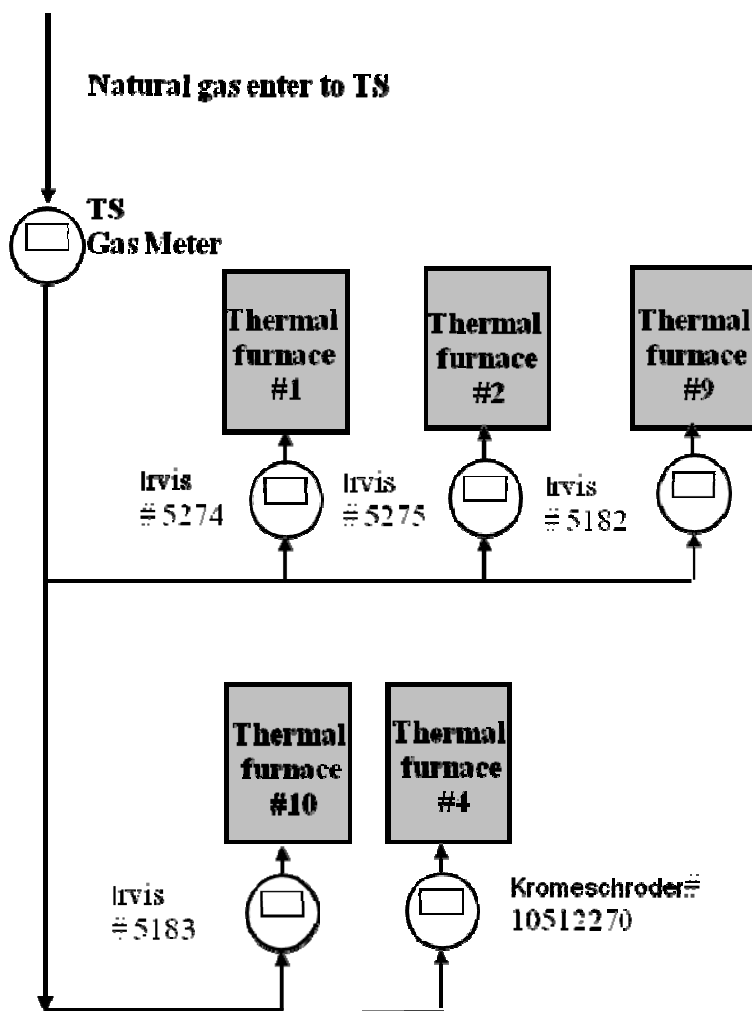 Natural gas enter to TS
TS
Gas Meter
Thermal
furnace
#1
Thermal
furnace
#2
Thermal
furnace
#9
Irvis
#5274
Irvis
#5275
Irvis
#5182
Thermal
furnace
#10
Thermal
furnace
#4
Irvis
#5183
Kromeschroder#
10512270